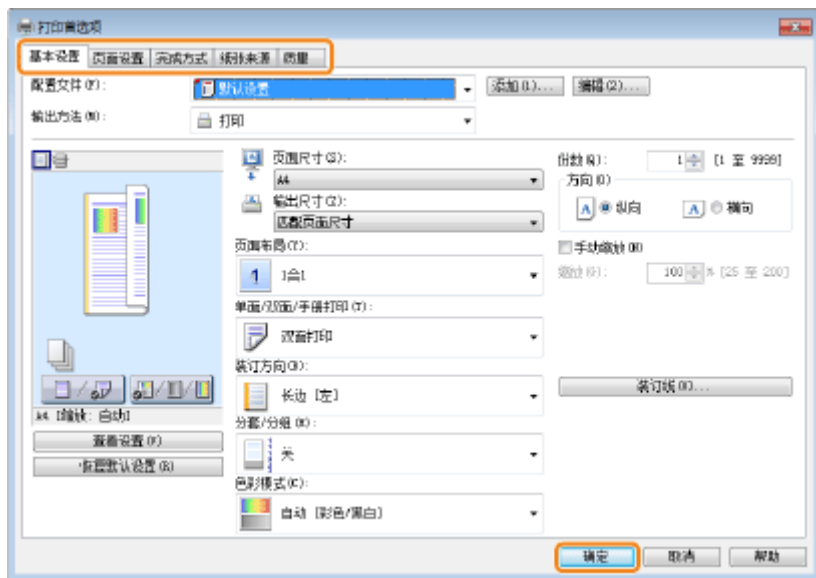 打印首选项
基本设置 页面设置 完成方式 纸张来源 质量
配置文件(F): 默认设置 添加(1)... 编辑(2)...
输出方法(M): 打印
页面尺寸(S): 份数(Q): 1 [1 至 9999]
A4 方向(O)
输出尺寸(Z): 纵向 横向
匹配页面尺寸
页面布局(Y): 手动缩放(N)
1 1合1 缩放(G): 100 % [25 至 200]
单面/双面/手册打印(T):
双面打印
装订方向(B):
长边 [左] 装订线(U)...
A4 [缩放: 自动]
分套/分组(K):
查看设置(V) 关
恢复默认设置(R)
色彩模式(C):
自动 [彩色/黑白]
确定 取消 帮助